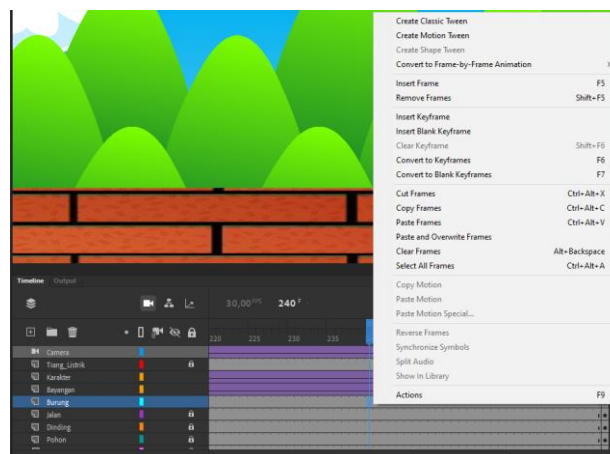 Create Classic Tween
Create Motion Tween
Create Shape Tween
Convert to Frame-by-Frame Animation
Insert Frame F5
Remove Frames Shift+F5
Insert Keyframe
Insert Blank Keyframe
Clear Keyframe Shift+F6
Convert to Keyframes F6
Convert to Blank Keyframes F7
Cut Frames Ctrl+Alt+X
Copy Frames Ctrl+Alt+C
Paste Frames Ctrl+Alt+V
Paste and Overwrite Frames
Clear Frames Alt+Backspace
Select All Frames Ctrl+Alt+A
Copy Motion
Paste Motion
Paste Motion Special...
Reverse Frames
Synchronize Symbols
Split Audio
Show In Library
Actions F9
Timeline Output
30,00 FPS 240 F
220 225 230 235
Camera
Tiang_Listrik
Karakter
Bayangan
Burung
Jalan
Dinding
Pohon